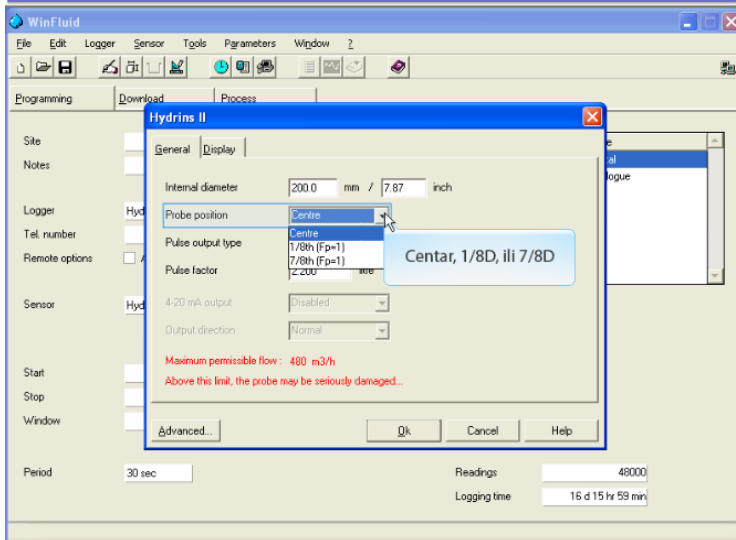 WinFluid
File Edit Logger Sensor Tools Parameters Window ?
Programming Download Process
Hydrins II
General Display
Site
Notes
Internal diameter 200.0 mm / 7.87 inch
Logger Hyd
Probe position Centre
Centre
1/8th (Fp=1)
7/8th (Fp=1)
Centar, 1/8D, ili 7/8D
Tel. number
Pulse output type
Remote options
Pulse factor 2.200
Sensor Hyd
4-20 mA output Disabled
Output direction Normal
Maximum permissible flow : 480 m3/h
Above this limit, the probe may be seriously damaged...
Start
Stop
Window
Advanced... Ok Cancel Help
Period 30 sec
Readings 48000
Logging time 16 d 15 hr 59 min